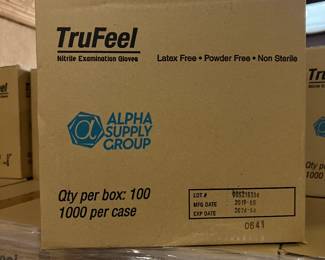 TruFeel
Nitrile Examination Gloves
Latex Free • Powder Free • Non Sterile
ALPHA
SUPPLY
GROUP
Qty per box: 100
1000 per case
LOT #
MFG DATE
EXP DATE
0641